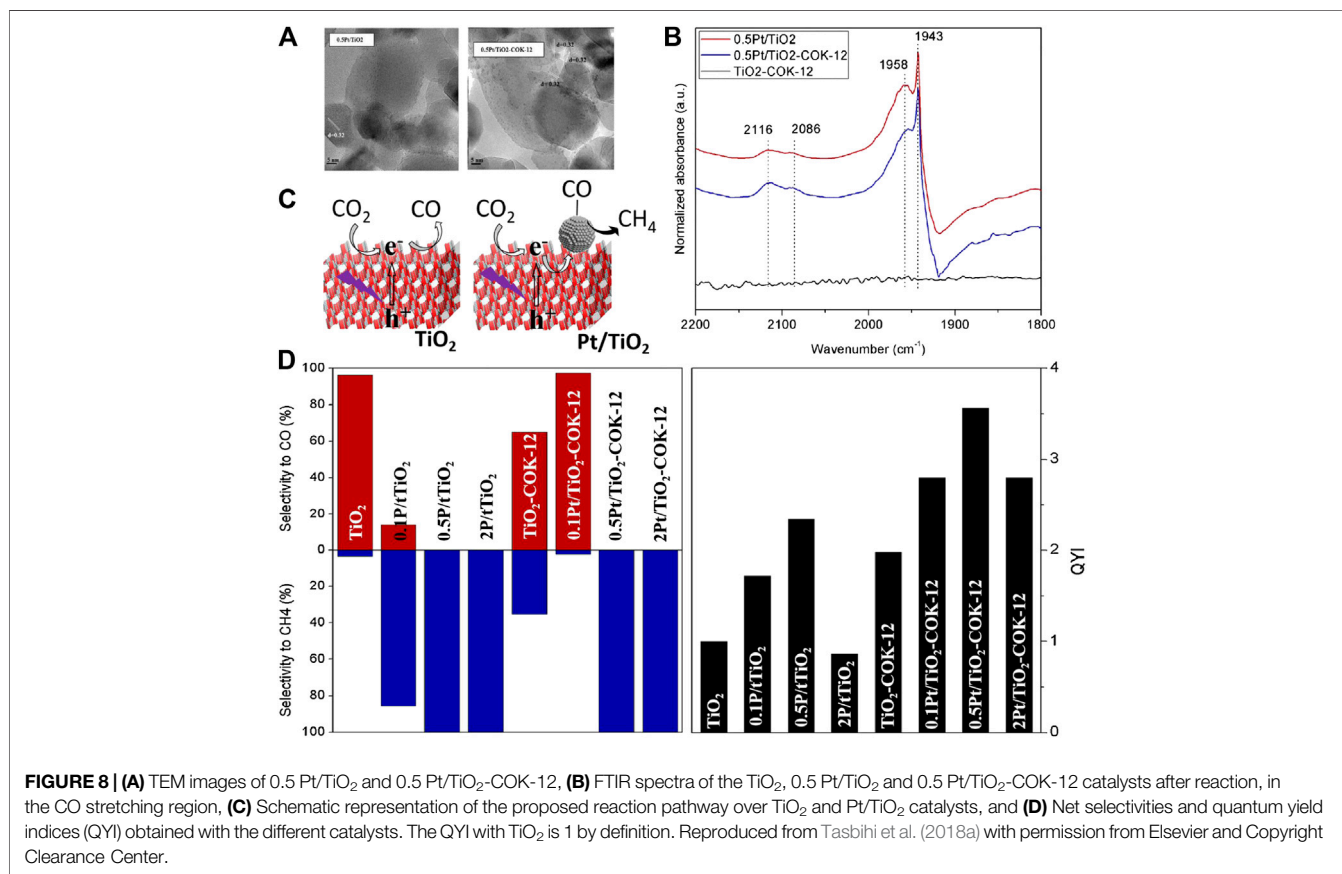 A
0.5Pt/TiO2
d=0.32
5 nm
0.5Pt/TiO2-COK-12
d=0.32
d=0.32
d=0.32
5 nm
B
0.5Pt/TiO2
0.5Pt/TiO2-COK-12
TiO2-COK-12
1943
1958
2116
2086
Normalized absorbance (a.u.)
2200
2100
2000
1900
1800
Wavenumber (cm⁻¹)
C
CO₂
CO
e⁻
h⁺
TiO₂
CO₂
CO
CH₄
e⁻
h⁺
Pt/TiO₂
D
Selectivity to CO (%)
100
80
60
40
20
0
Selectivity to CH4 (%)
20
40
60
80
100
TiO₂
0.1P/tTiO₂
0.5P/tTiO₂
2P/tTiO₂
TiO₂-COK-12
0.1Pt/TiO₂-COK-12
0.5Pt/TiO₂-COK-12
2Pt/TiO₂-COK-12
TiO₂
0.1P/tTiO₂
0.5P/tTiO₂
2P/tTiO₂
TiO₂-COK-12
0.1Pt/TiO₂-COK-12
0.5Pt/TiO₂-COK-12
2Pt/TiO₂-COK-12
4
3
2
1
0
QYI
FIGURE 8 | (A) TEM images of 0.5 Pt/TiO₂ and 0.5 Pt/TiO₂-COK-12, (B) FTIR spectra of the TiO₂, 0.5 Pt/TiO₂ and 0.5 Pt/TiO₂-COK-12 catalysts after reaction, in
the CO stretching region, (C) Schematic representation of the proposed reaction pathway over TiO₂ and Pt/TiO₂ catalysts, and (D) Net selectivities and quantum yield
indices (QYI) obtained with the different catalysts. The QYI with TiO₂ is 1 by definition. Reproduced from Tasbihi et al. (2018a) with permission from Elsevier and Copyright
Clearance Center.